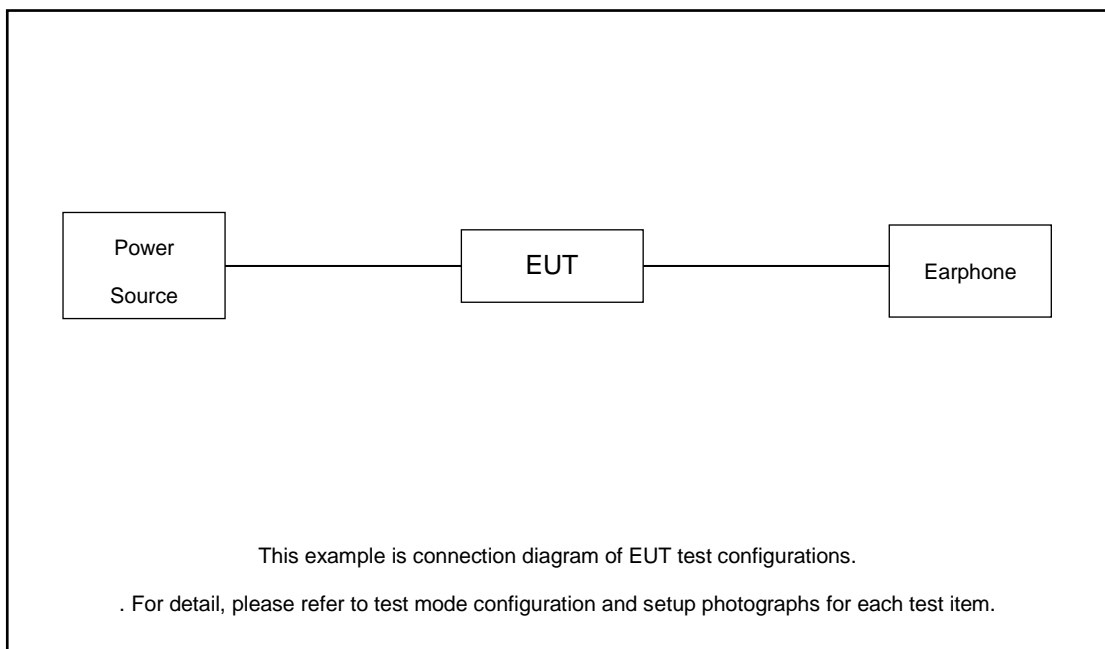 Power
Source
EUT
Earphone
This example is connection diagram of EUT test configurations.
. For detail, please refer to test mode configuration and setup photographs for each test item.